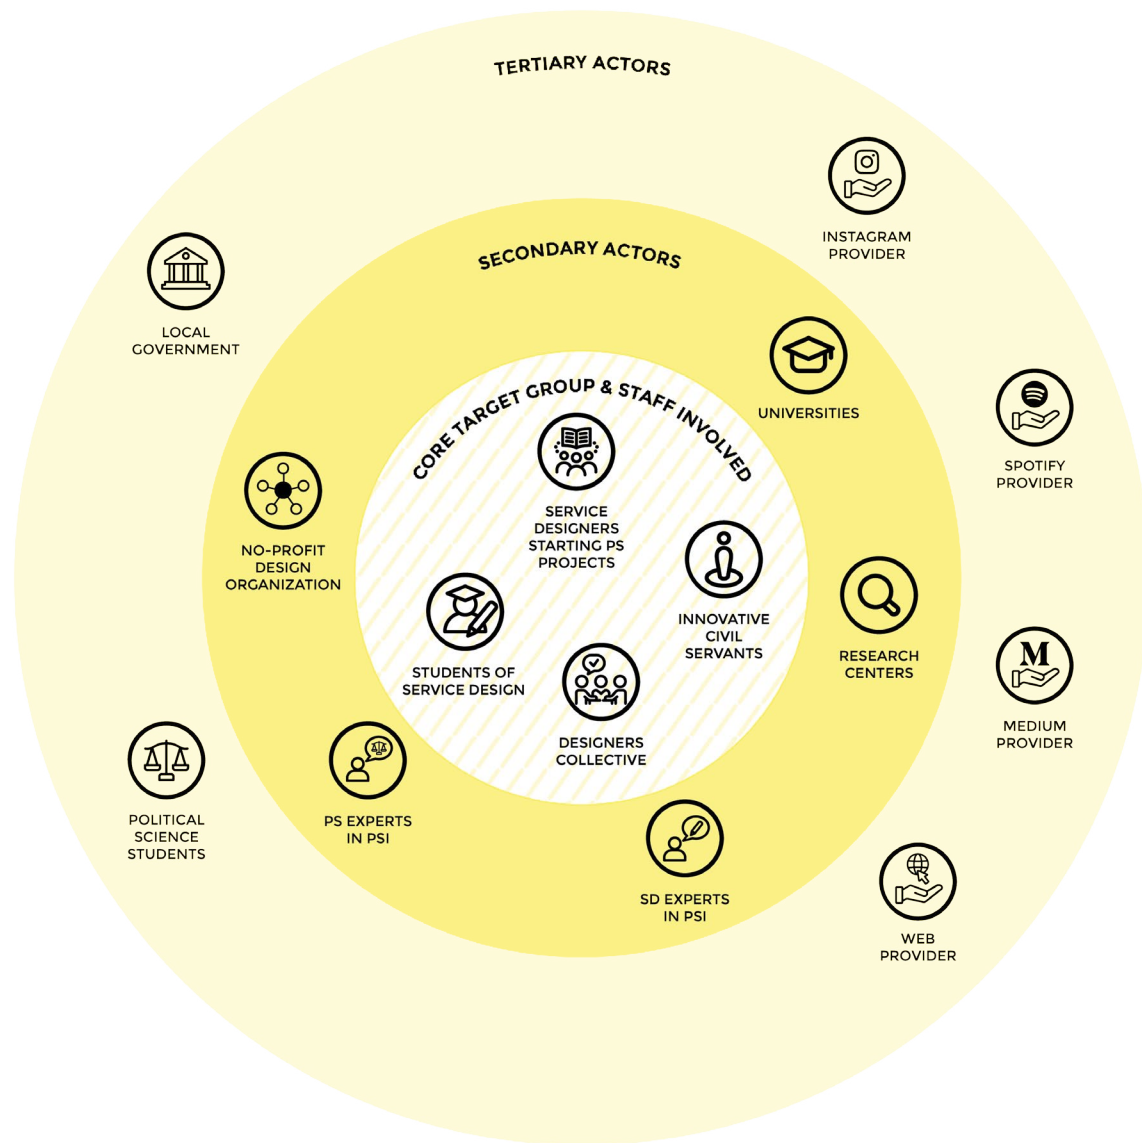 TERTIARY ACTORS
INSTAGRAM
PROVIDER
SECONDARY ACTORS
LOCAL
GOVERNMENT
UNIVERSITIES
CORE TARGET GROUP & STAFF INVOLVED
SPOTIFY
PROVIDER
SERVICE
DESIGNERS
STARTING PS
PROJECTS
NO-PROFIT
DESIGN
ORGANIZATION
INNOVATIVE
CIVIL
SERVANTS
RESEARCH
CENTERS
STUDENTS OF
SERVICE DESIGN
M
MEDIUM
PROVIDER
DESIGNERS
COLLECTIVE
POLITICAL
SCIENCE
STUDENTS
PS EXPERTS
IN PSI
SD EXPERTS
IN PSI
WEB
PROVIDER